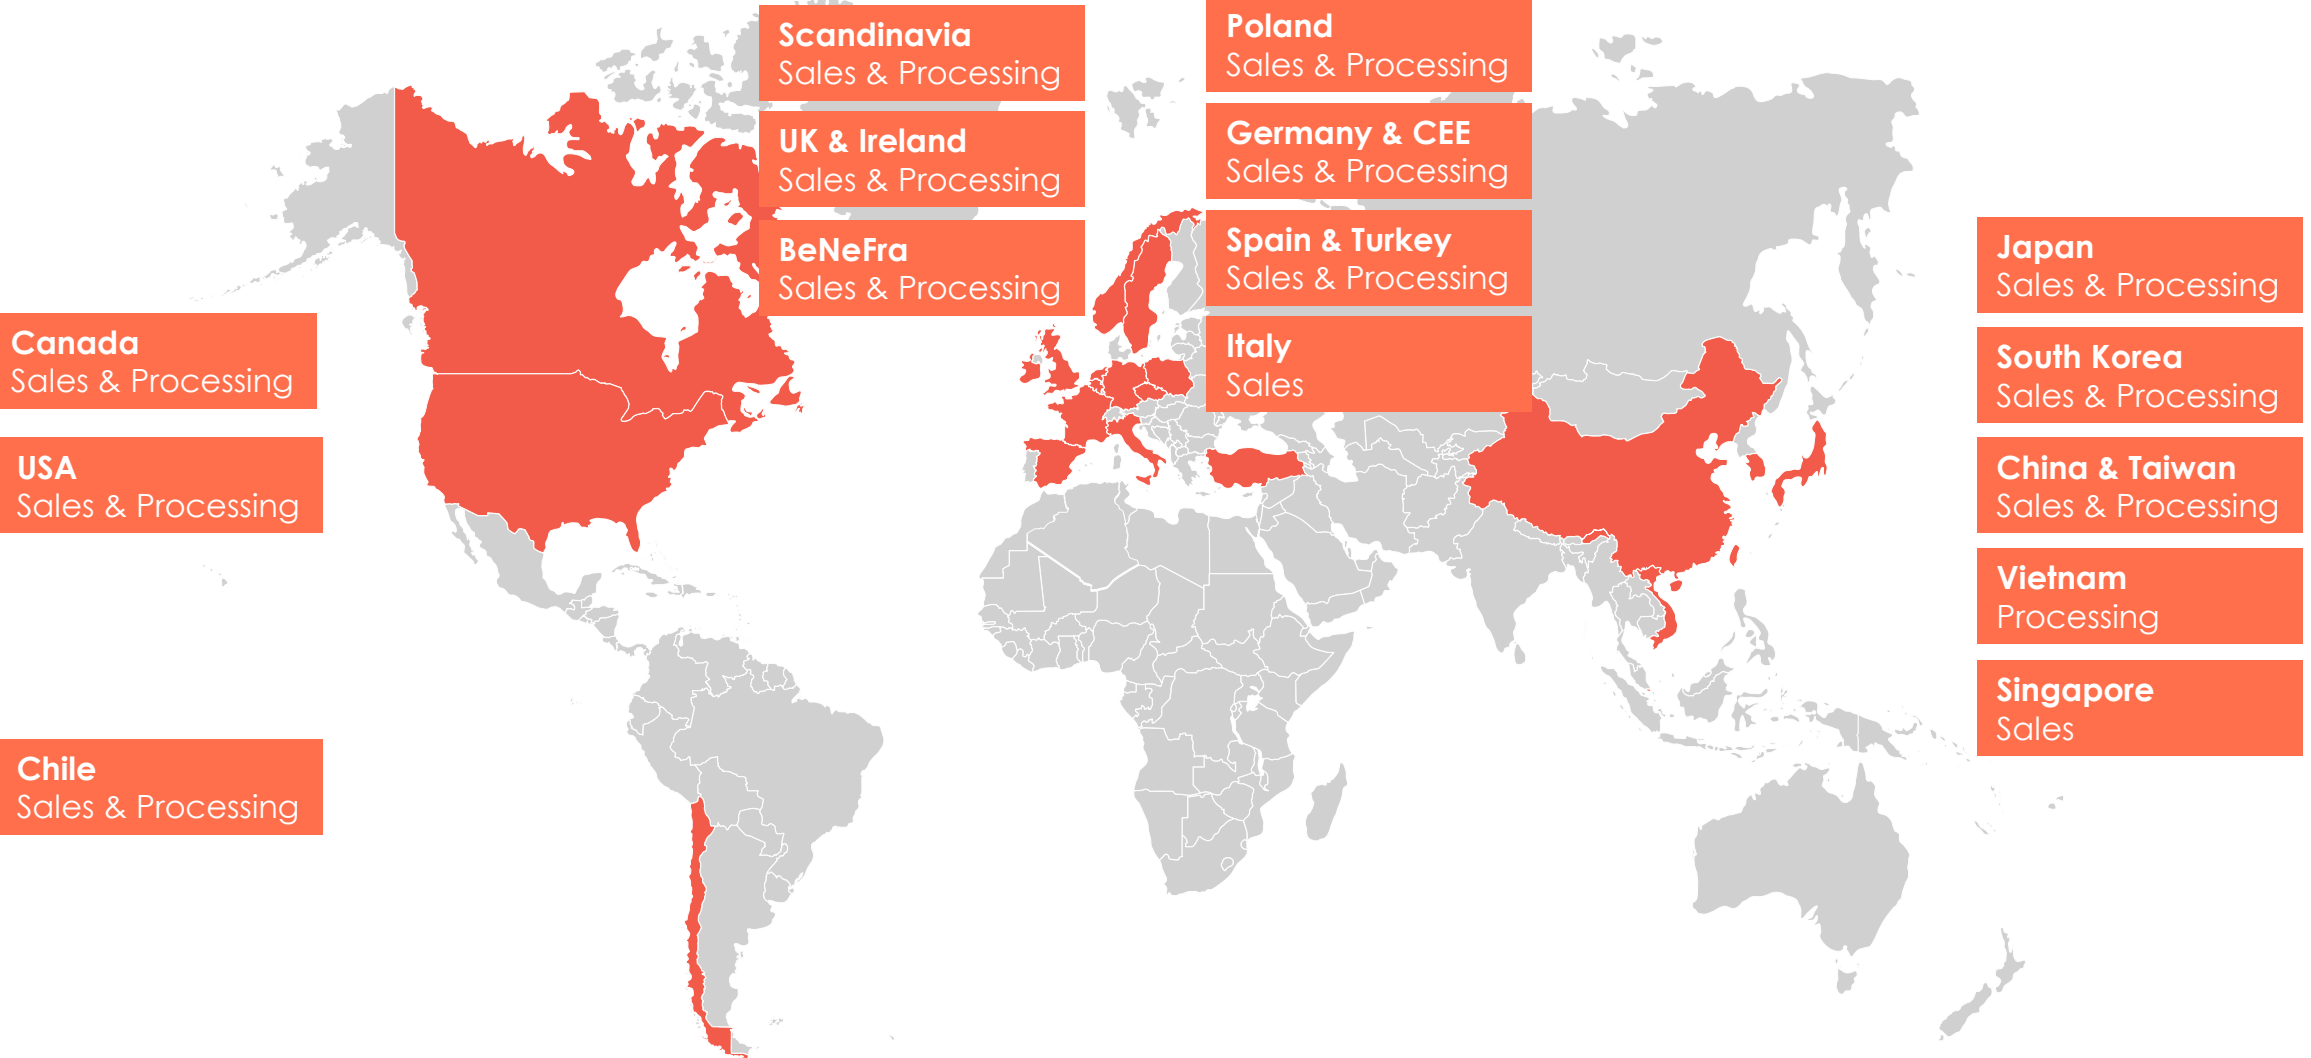 Scandinavia
Sales & Processing
UK & Ireland
Sales & Processing
BeNeFra
Sales & Processing
Poland
Sales & Processing
Germany & CEE
Sales & Processing
Spain & Turkey
Sales & Processing
Italy
Sales
Canada
Sales & Processing
USA
Sales & Processing
Chile
Sales & Processing
Japan
Sales & Processing
South Korea
Sales & Processing
China & Taiwan
Sales & Processing
Vietnam
Processing
Singapore
Sales